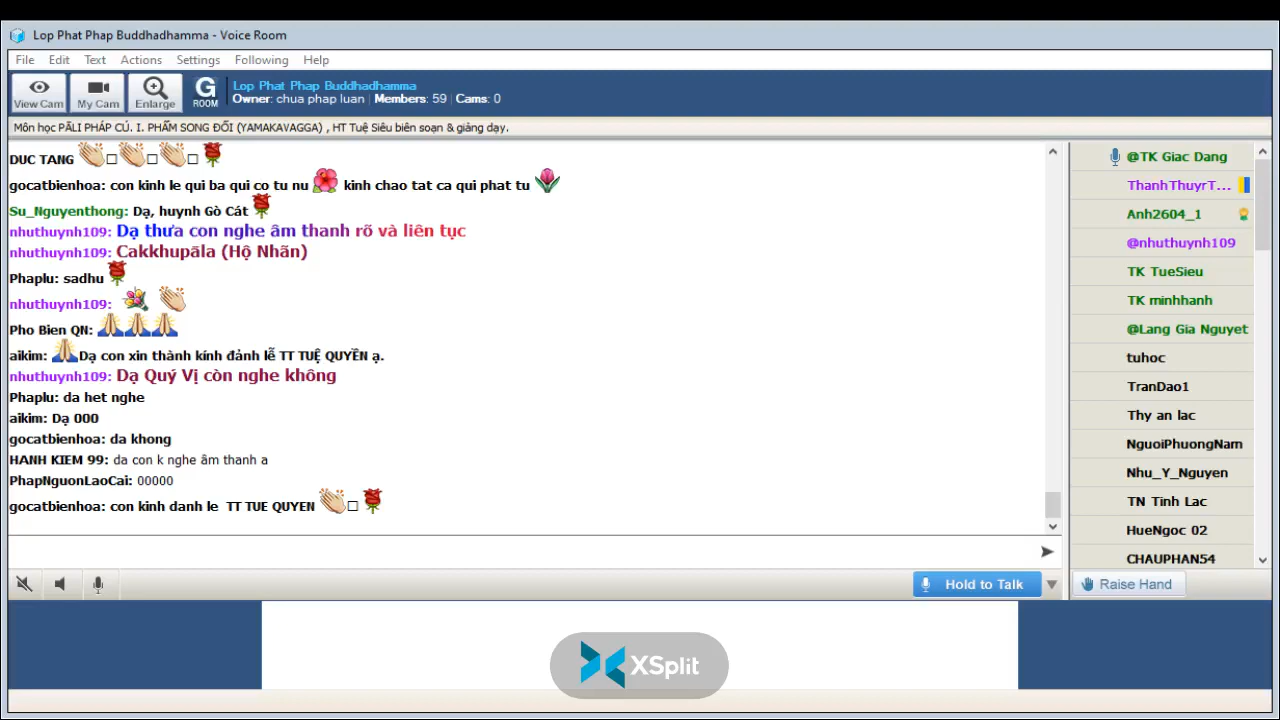 Lop Phat Phap Buddhadhamma - Voice Room
File Edit Text Actions Settings Following Help
View Cam My Cam Enlarge G ROOM
Lop Phat Phap Buddhadhamma
Owner: chua phap luan | Members: 59 | Cams: 0
Môn học PĀLI PHÁP CÚ. I. PHẨM SONG ĐỐI (YAMAKAVAGGA) , HT Tuệ Siêu biên soạn & giảng dạy.
DUC TANG
gocatbienhoa: con kinh le qui ba qui co tu nu kinh chao tat ca qui phat tu
Su_Nguyenthong: Dạ, huynh Gò Cát
nhuthuynh109: Dạ thưa con nghe âm thanh rõ và liên tục
nhuthuynh109: Cakkhupāla (Hộ Nhãn)
Phaplu: sadhu
nhuthuynh109:
Pho Bien QN:
aikim: Dạ con xin thành kính đảnh lễ TT TUỆ QUYỀN ạ.
nhuthuynh109: Dạ Quý Vị còn nghe không
Phaplu: da het nghe
aikim: Dạ 000
gocatbienhoa: da khong
HANH KIEM 99: da con k nghe âm thanh a
PhapNguonLaoCai: 00000
gocatbienhoa: con kinh danh le TT TUE QUYEN
@TK Giac Dang
ThanhThuyrT...
Anh2604_1
@nhuthuynh109
TK TueSieu
TK minhhanh
@Lang Gia Nguyet
tuhoc
TranDao1
Thy an lac
NguoiPhuongNam
Nhu_Y_Nguyen
TN Tinh Lac
HueNgoc 02
CHAUPHAN54
Hold to Talk
Raise Hand
XSplit